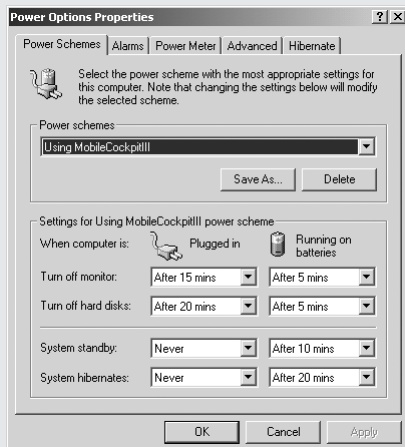 Power Options Properties
Power Schemes Alarms Power Meter Advanced Hibernate
Select the power scheme with the most appropriate settings for
this computer. Note that changing the settings below will modify
the selected scheme.
Power schemes
Using MobileCockpitIII
Save As... Delete
Settings for Using MobileCockpitIII power scheme
When computer is: Plugged in Running on
batteries
Turn off monitor: After 15 mins After 5 mins
Turn off hard disks: After 20 mins After 5 mins
System standby: Never After 10 mins
System hibernates: Never After 20 mins
OK Cancel Apply